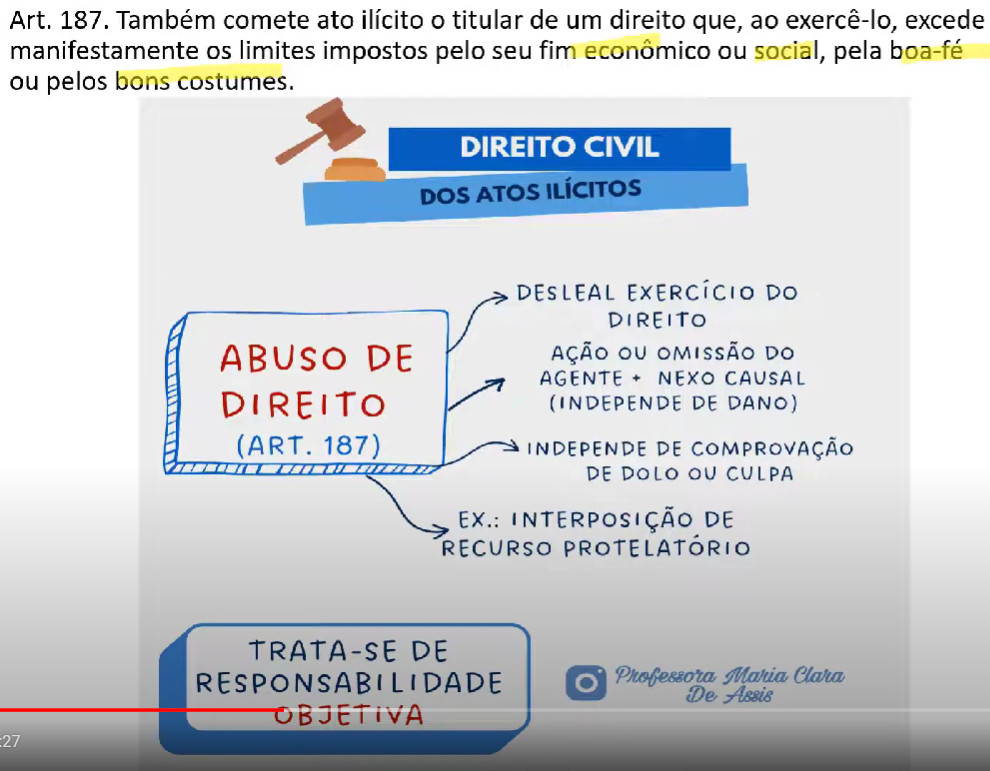 Art. 187. Também comete ato ilícito o titular de um direito que, ao exercê-lo, excede
manifestamente os limites impostos pelo seu fim econômico ou social, pela boa-fé
ou pelos bons costumes.
DIREITO CIVIL
DOS ATOS ILÍCITOS
DESLEAL EXERCÍCIO DO
DIREITO
ABUSO DE
DIREITO
(ART. 187)
AÇÃO OU OMISSÃO DO
AGENTE + NEXO CAUSAL
(INDEPENDE DE DANO)
INDEPENDE DE COMPROVAÇÃO
DE DOLO OU CULPA
EX.: INTERPOSIÇÃO DE
RECURSO PROTELATÓRIO
TRATA-SE DE
RESPONSABILIDADE
OBJETIVA
Professora Maria Clara
De Assis
:27